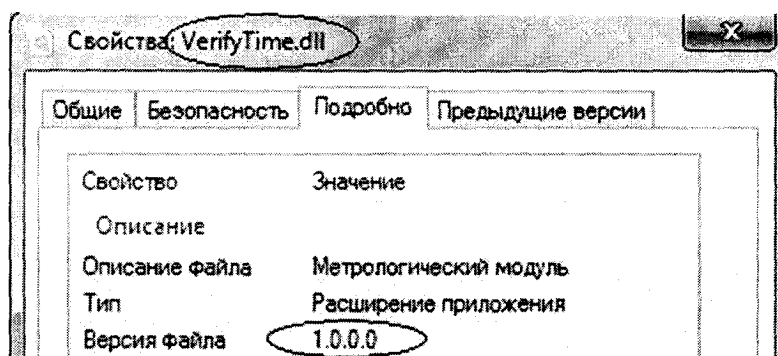 Свойства: VerifyTime.dll
Общие Безопасность Подробно Предыдущие версии
Свойство Значение
Описание
Описание файла Метрологический модуль
Тип Расширение приложения
Версия файла 1.0.0.0